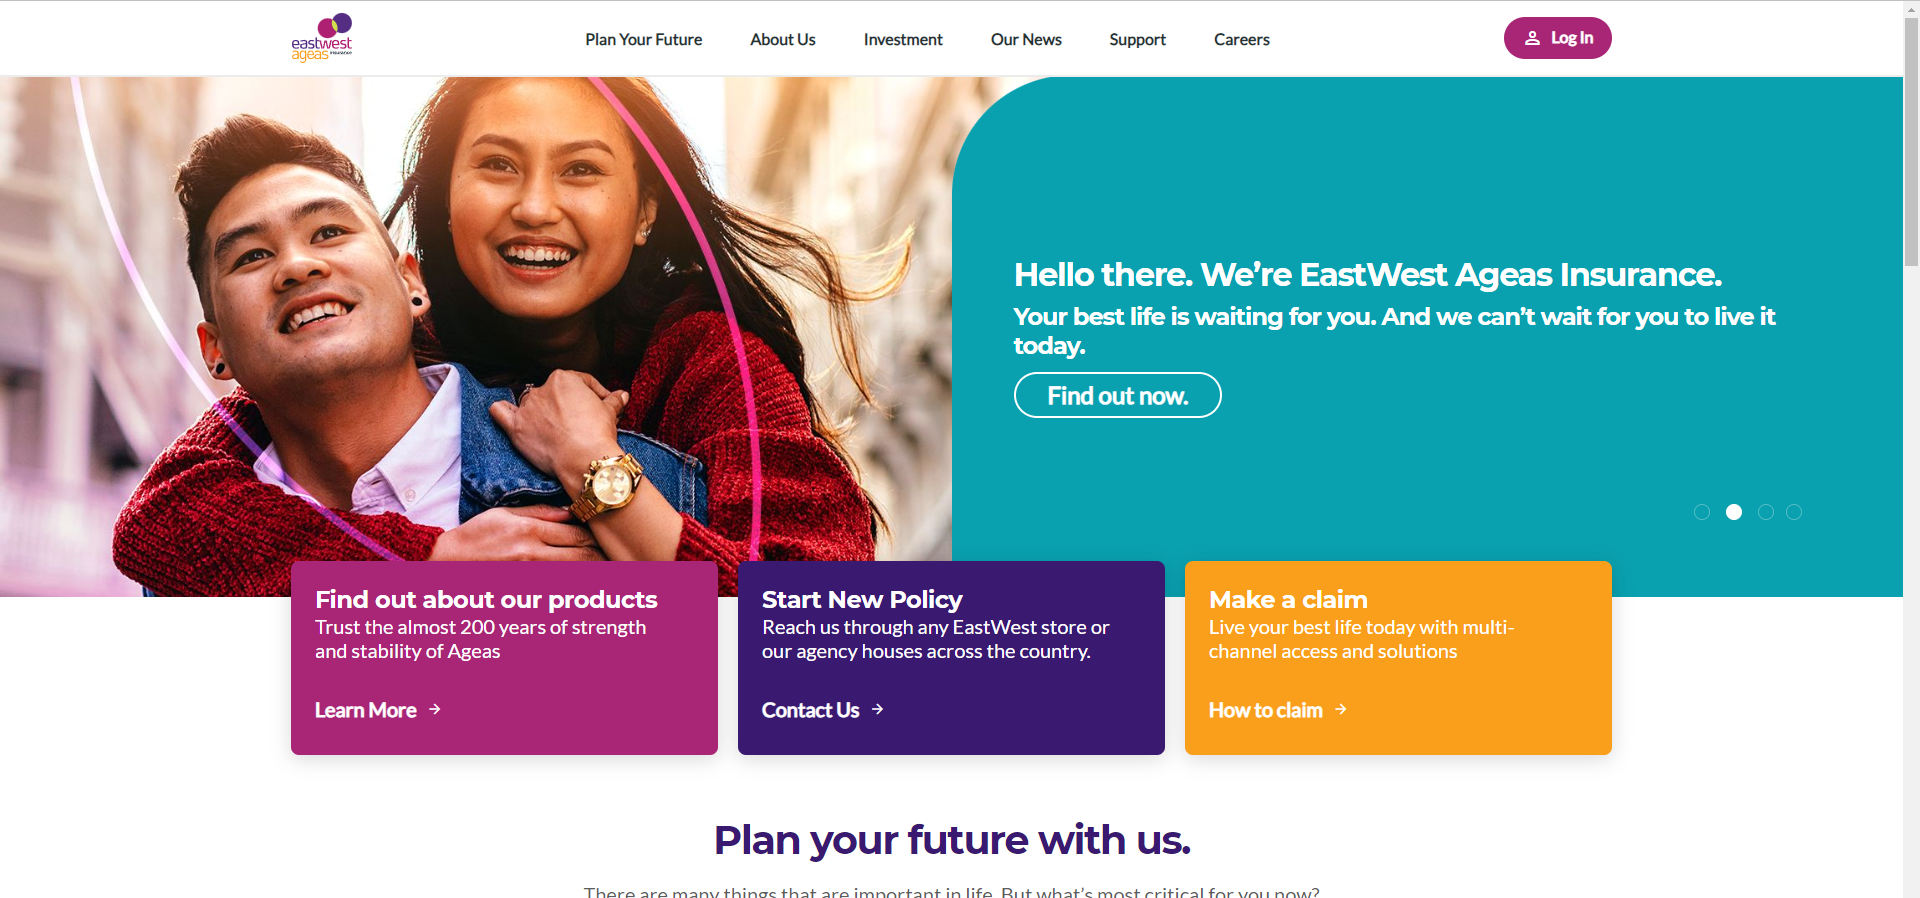 eastwest
ageas insurance
Plan Your Future
About Us
Investment
Our News
Support
Careers
Log In
Hello there. We’re EastWest Ageas Insurance.
Your best life is waiting for you. And we can’t wait for you to live it
today.
Find out now.
Find out about our products
Trust the almost 200 years of strength
and stability of Ageas
Learn More
Start New Policy
Reach us through any EastWest store or
our agency houses across the country.
Contact Us
Make a claim
Live your best life today with multi-
channel access and solutions
How to claim
Plan your future with us.
There are many things that are important in life. But what’s most critical for you now?